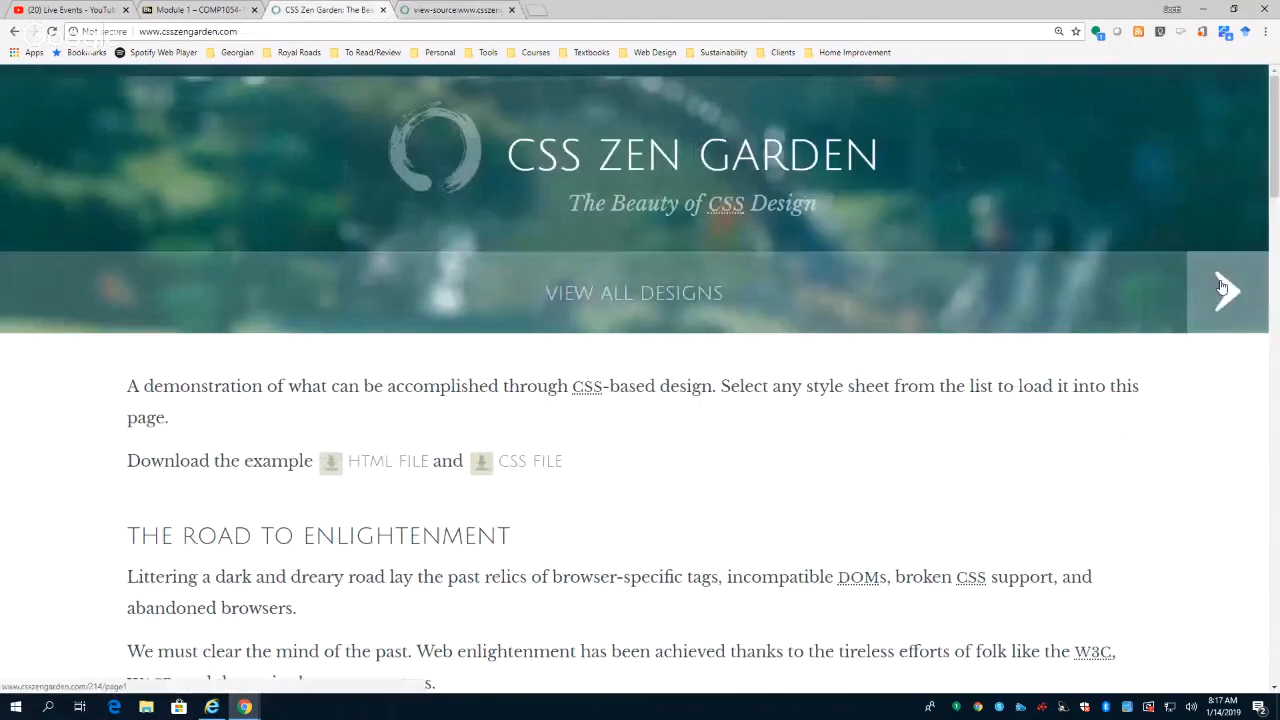 (20) Live Events - YouTub
Module 1 – COMP1054-
CSS Zen Garden: The Bea
view-source:www.csszen
Not secure
www.csszengarden.com
Apps
Bookmarks
Spotify Web Player
Georgian
Royal Roads
To Read/Review
Personal
Tools
Courses
Textbooks
Web Design
Sustainability
Clients
Home Improvement
CSS ZEN GARDEN
The Beauty of CSS Design
VIEW ALL DESIGNS
A demonstration of what can be accomplished through CSS-based design. Select any style sheet from the list to load it into this
page.
Download the example HTML FILE and CSS FILE
THE ROAD TO ENLIGHTENMENT
Littering a dark and dreary road lay the past relics of browser-specific tags, incompatible DOMs, broken CSS support, and
abandoned browsers.
We must clear the mind of the past. Web enlightenment has been achieved thanks to the tireless efforts of folk like the W3C,
www.csszengarden.com/214/page1
s.
8:17 AM
1/14/2019